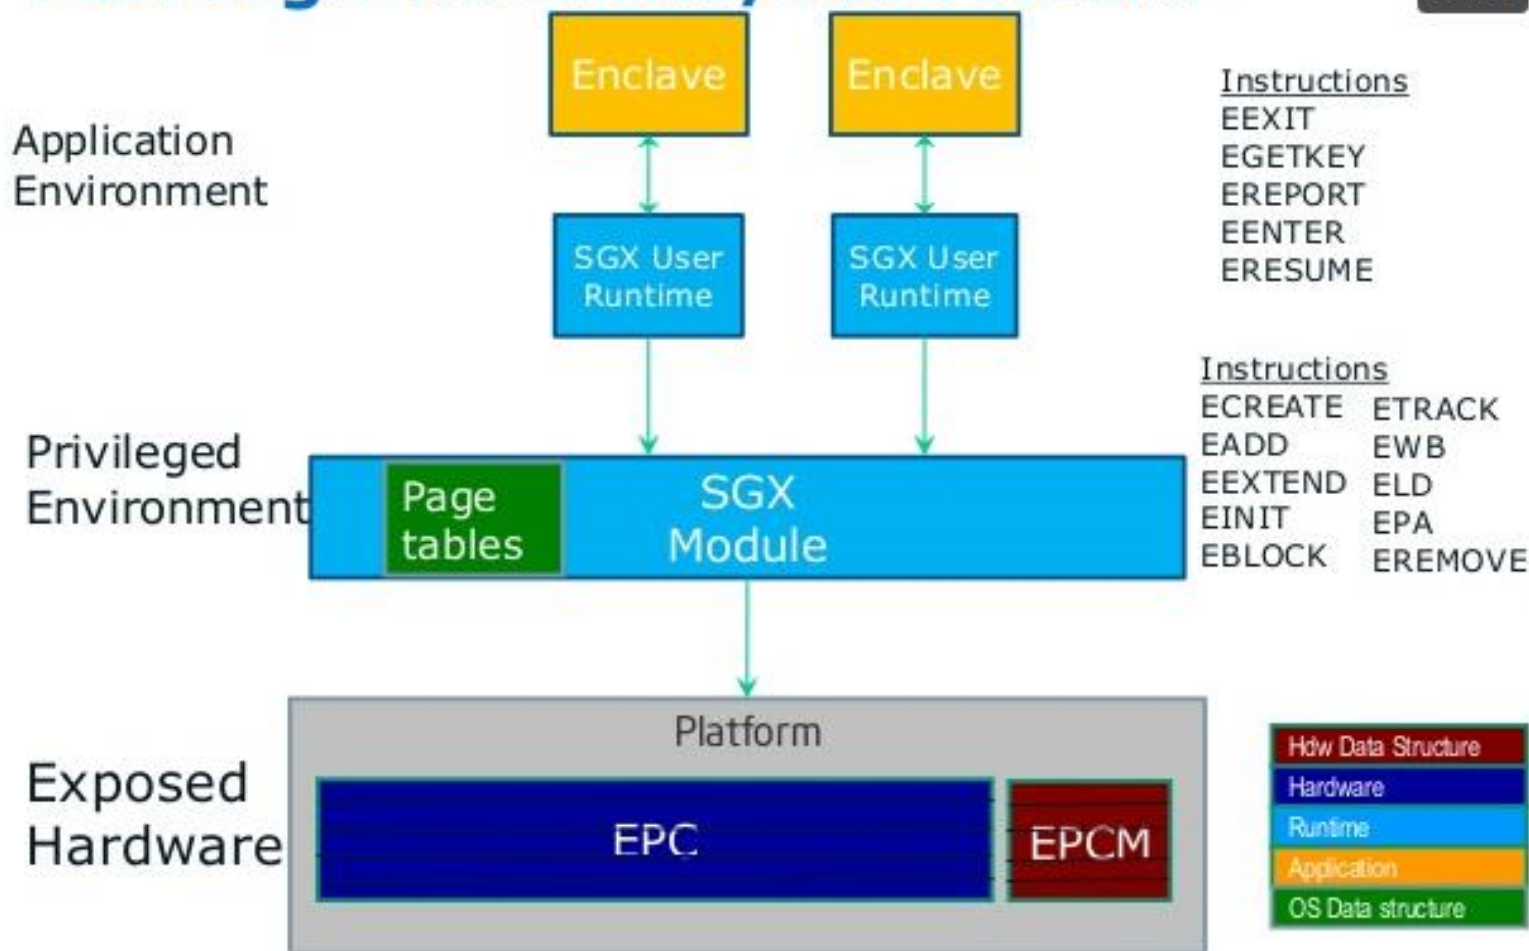 Enclave
Enclave
Application
Environment
SGX User
Runtime
SGX User
Runtime
Instructions
EEXIT
EGETKEY
EREPORT
EENTER
ERESUME
Privileged
Environment
Page
tables
SGX
Module
Instructions
ECREATE
EADD
EEXTEND
EINIT
EBLOCK
ETRACK
EWB
ELD
EPA
EREMOVE
Exposed
Hardware
Platform
EPC
EPCM
Hdw Data Structure
Hardware
Runtime
Application
OS Data structure